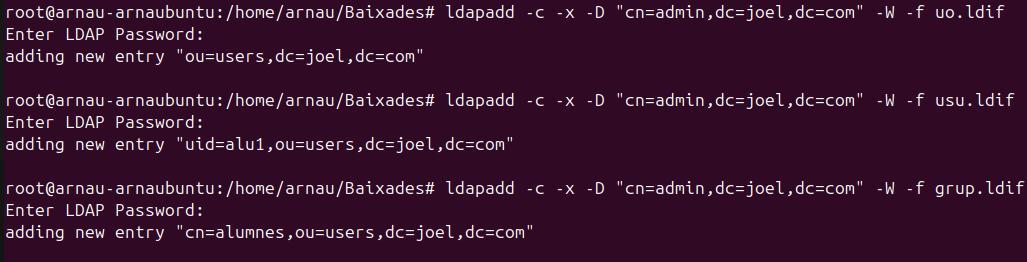 root@arnau-arnaubuntu:/home/arnau/Baixades# ldapadd -c -x -D "cn=admin,dc=joel,dc=com" -W -f uo.ldif
Enter LDAP Password:
adding new entry "ou=users,dc=joel,dc=com"
root@arnau-arnaubuntu:/home/arnau/Baixades# ldapadd -c -x -D "cn=admin,dc=joel,dc=com" -W -f usu.ldif
Enter LDAP Password:
adding new entry "uid=alu1,ou=users,dc=joel,dc=com"
root@arnau-arnaubuntu:/home/arnau/Baixades# ldapadd -c -x -D "cn=admin,dc=joel,dc=com" -W -f grup.ldif
Enter LDAP Password:
adding new entry "cn=alumnes,ou=users,dc=joel,dc=com"